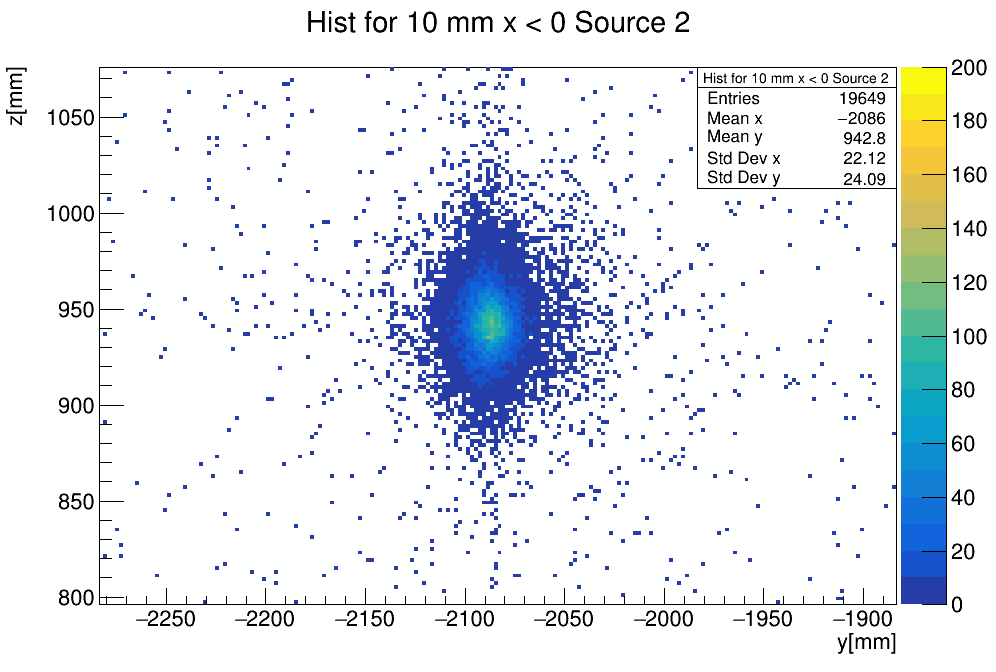 Hist for 10 mm x < 0 Source 2
z[mm]
Hist for 10 mm x < 0 Source 2
Entries 19649
Mean x −2086
Mean y 942.8
Std Dev x 22.12
Std Dev y 24.09
1050
1000
950
900
850
800
−2250 −2200 −2150 −2100 −2050 −2000 −1950 −1900
y[mm]
200
180
160
140
120
100
80
60
40
20
0